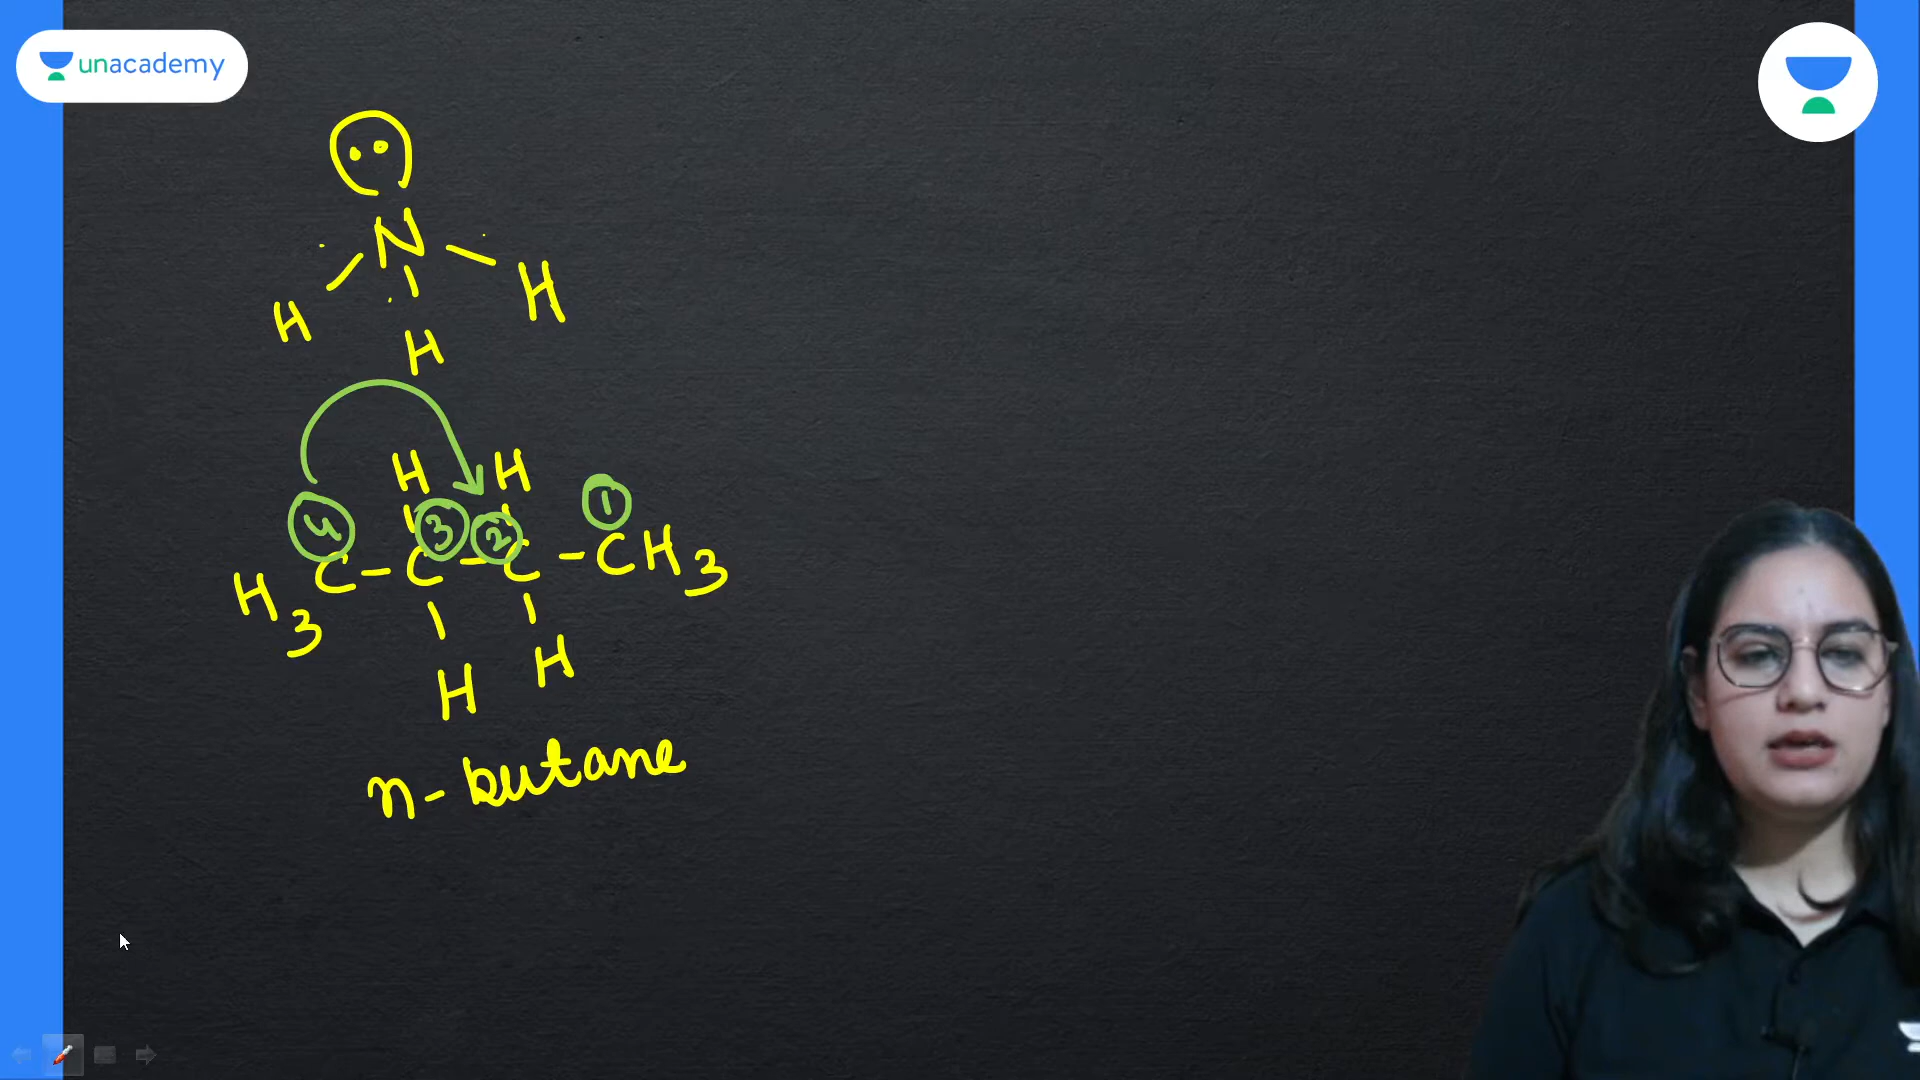 unacademy
N
H H
H
H H
4 3 2 1
H3C-C-C-CH3
H H
n-butane